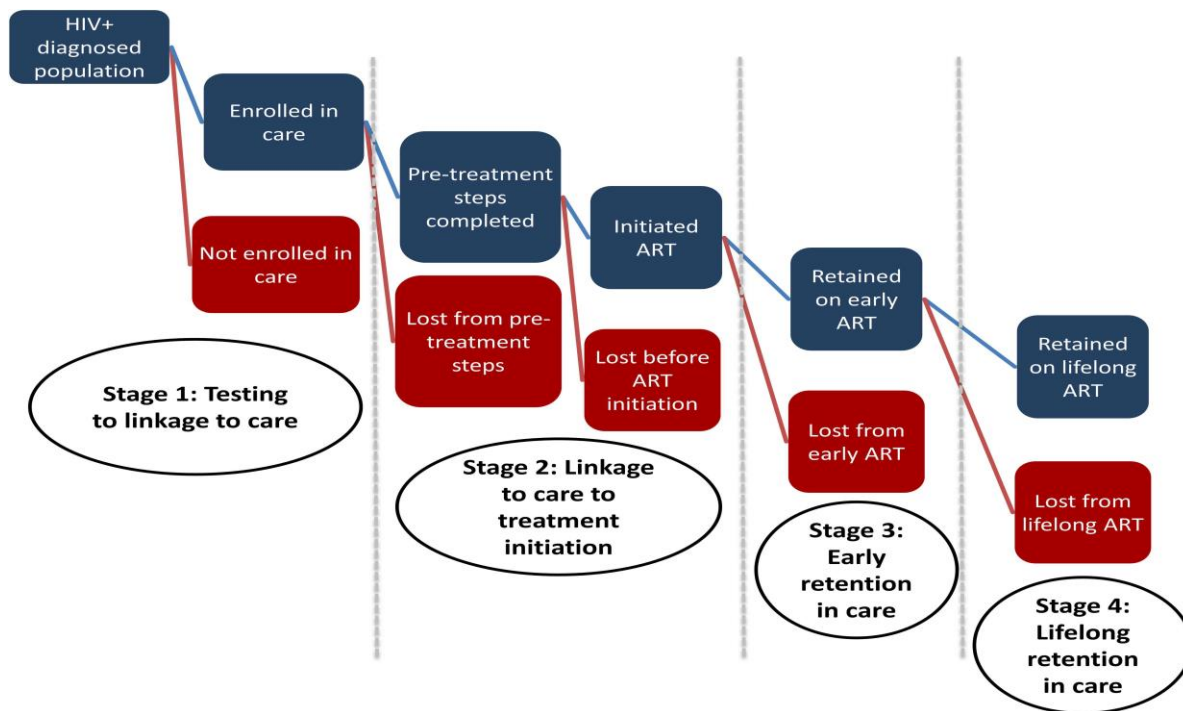 HIV+
diagnosed
population
Enrolled in
care
Not enrolled in
care
Stage 1: Testing
to linkage to care
Pre-treatment
steps
completed
Lost from pre-
treatment
steps
Initiated
ART
Lost before
ART
initiation
Stage 2: Linkage
to care to
treatment
initiation
Retained
on early
ART
Lost from
early ART
Stage 3:
Early
retention
in care
Retained
on lifelong
ART
Lost from
lifelong ART
Stage 4:
Lifelong
retention
in care